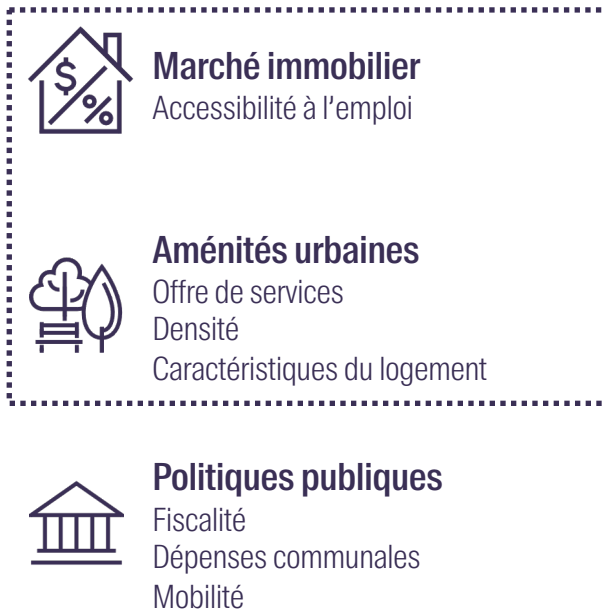 $
%
Marché immobilier
Accessibilité à l’emploi
Aménités urbaines
Offre de services
Densité
Caractéristiques du logement
Politiques publiques
Fiscalité
Dépenses communales
Mobilité